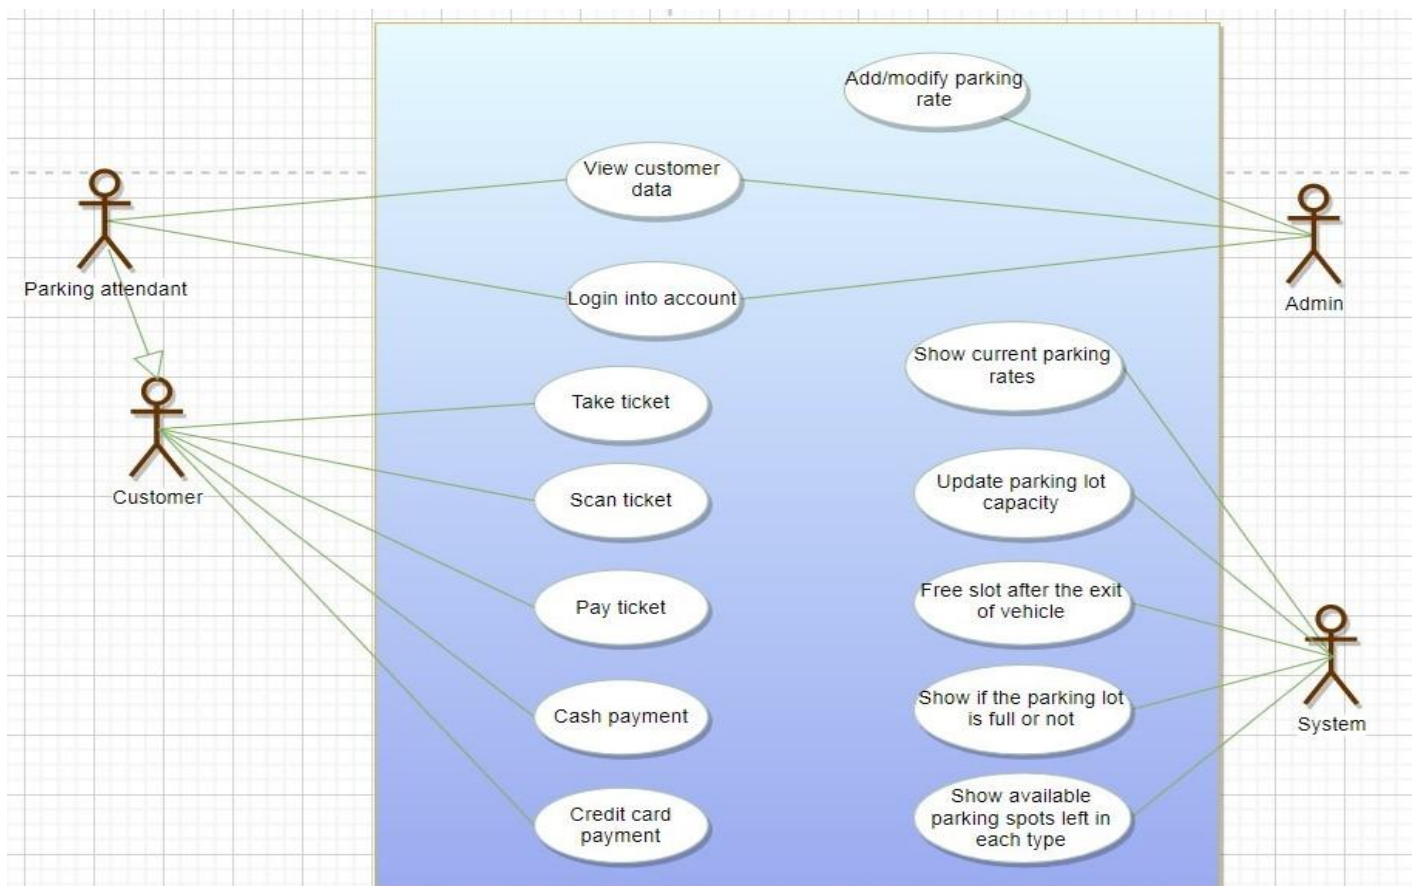 Add/modify parking
rate
View customer
data
Parking attendant
Login into account
Admin
Show current parking
rates
Take ticket
Customer
Scan ticket
Update parking lot
capacity
Pay ticket
Free slot after the exit
of vehicle
Cash payment
Show if the parking lot
is full or not
System
Credit card
payment
Show available
parking spots left in
each type